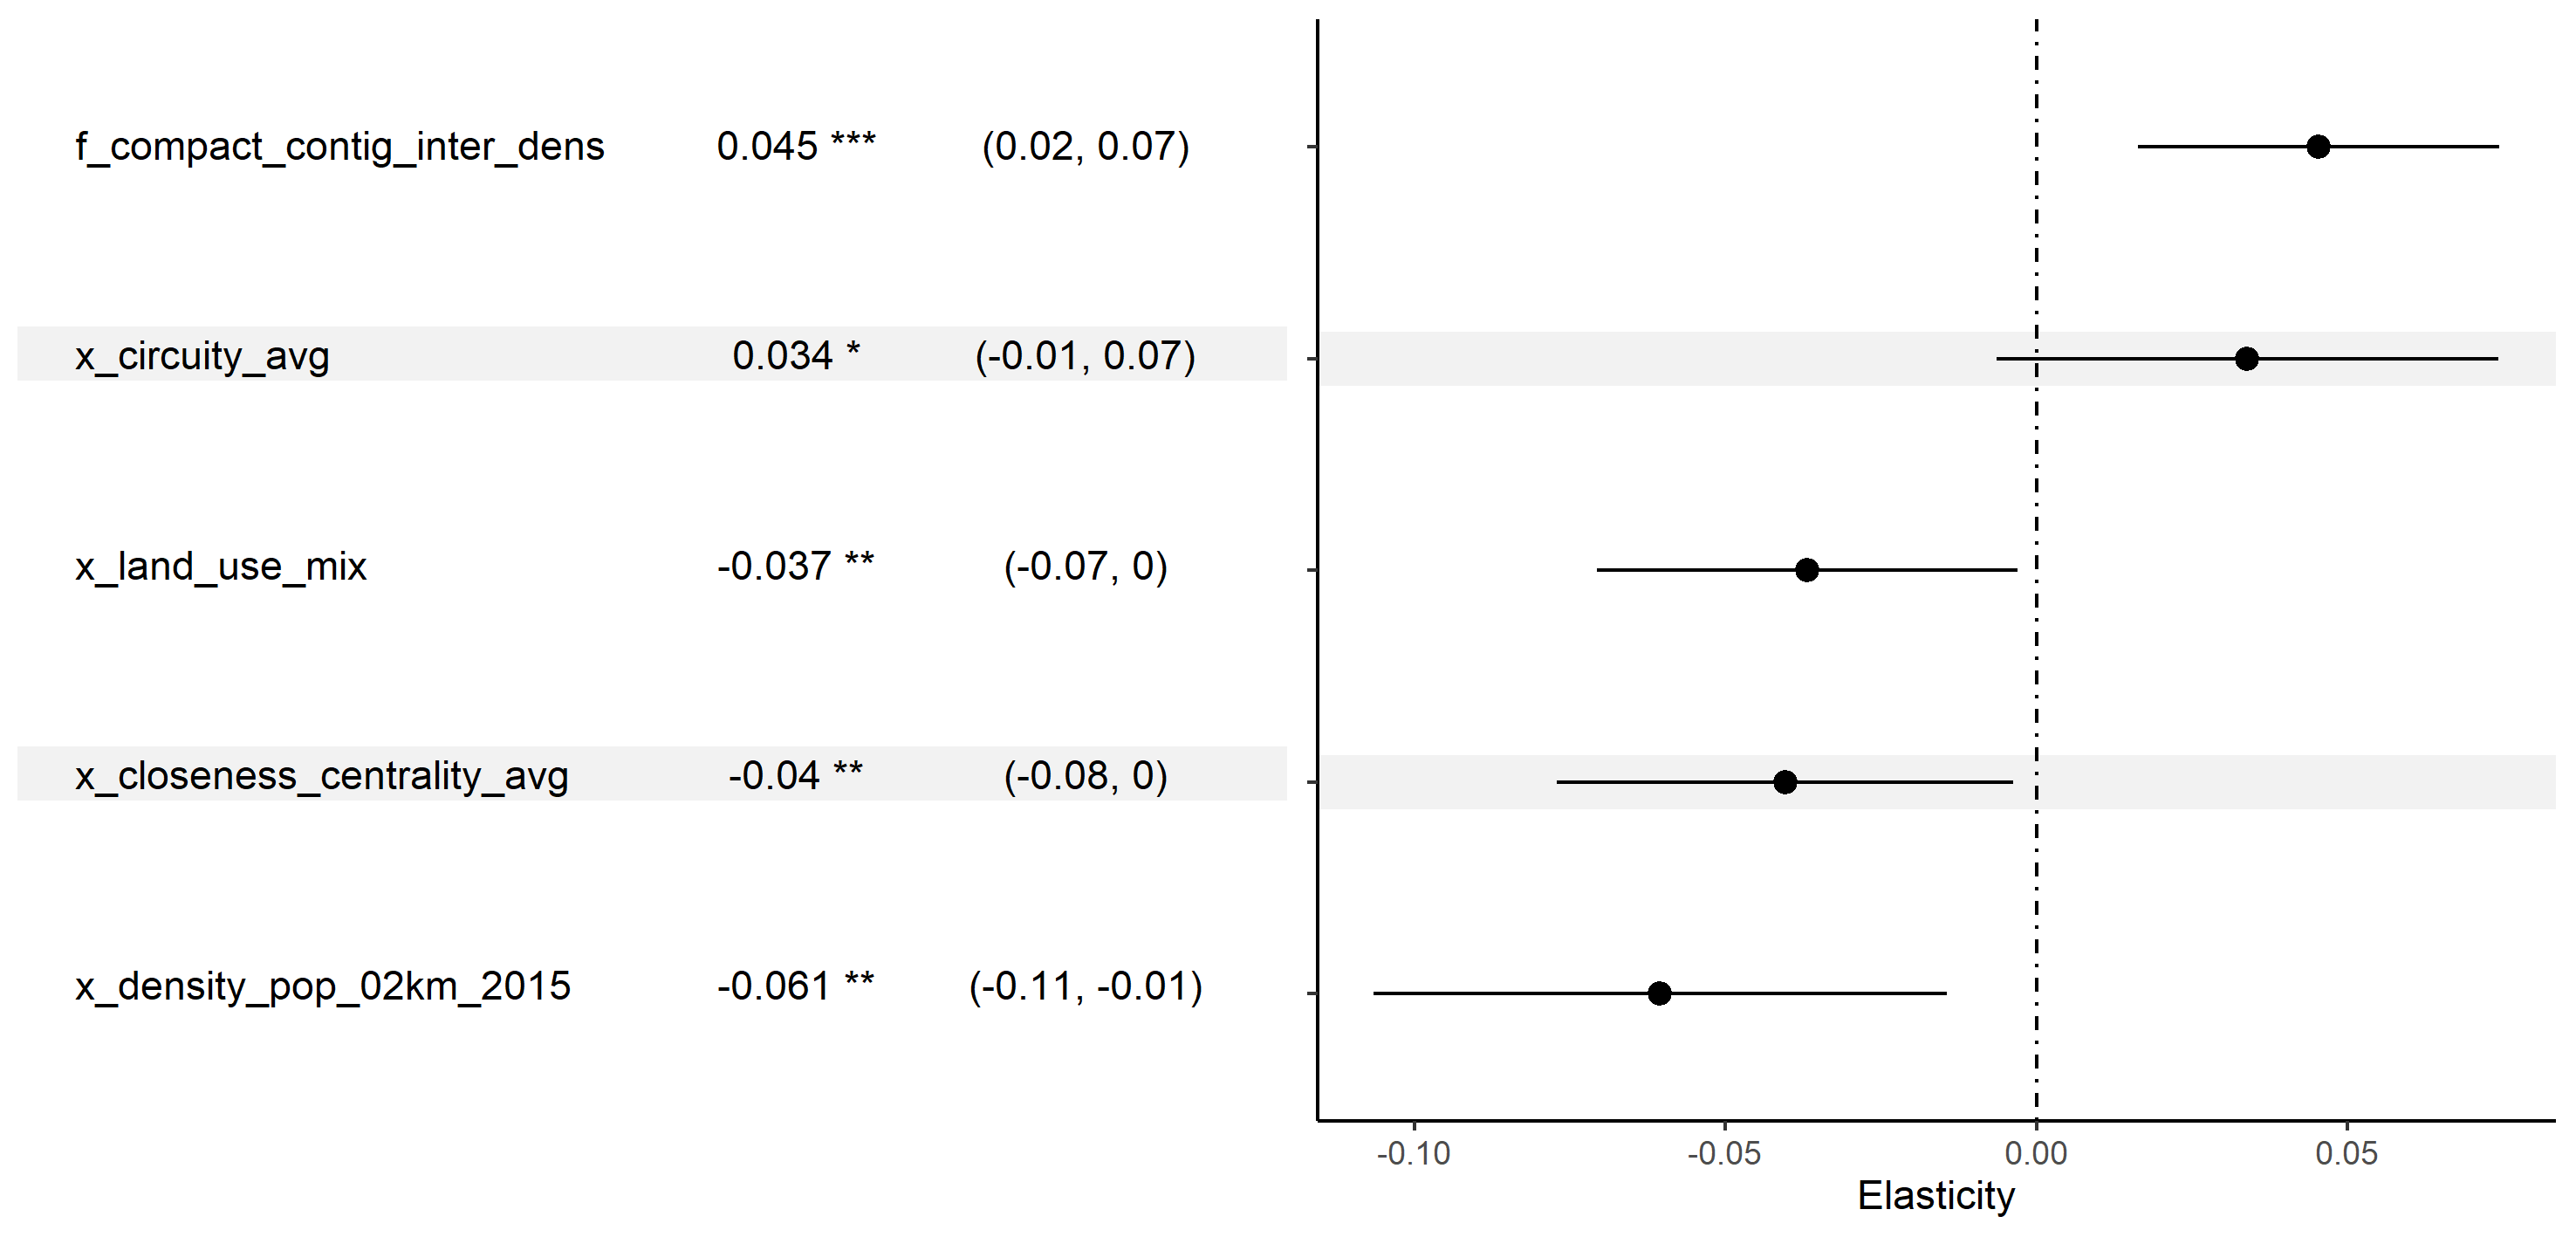 f_compact_contig_inter_dens 0.045 *** (0.02, 0.07)
x_circuity_avg 0.034 * (-0.01, 0.07)
x_land_use_mix -0.037 ** (-0.07, 0)
x_closeness_centrality_avg -0.04 ** (-0.08, 0)
x_density_pop_02km_2015 -0.061 ** (-0.11, -0.01)
-0.10 -0.05 0.00 0.05
Elasticity